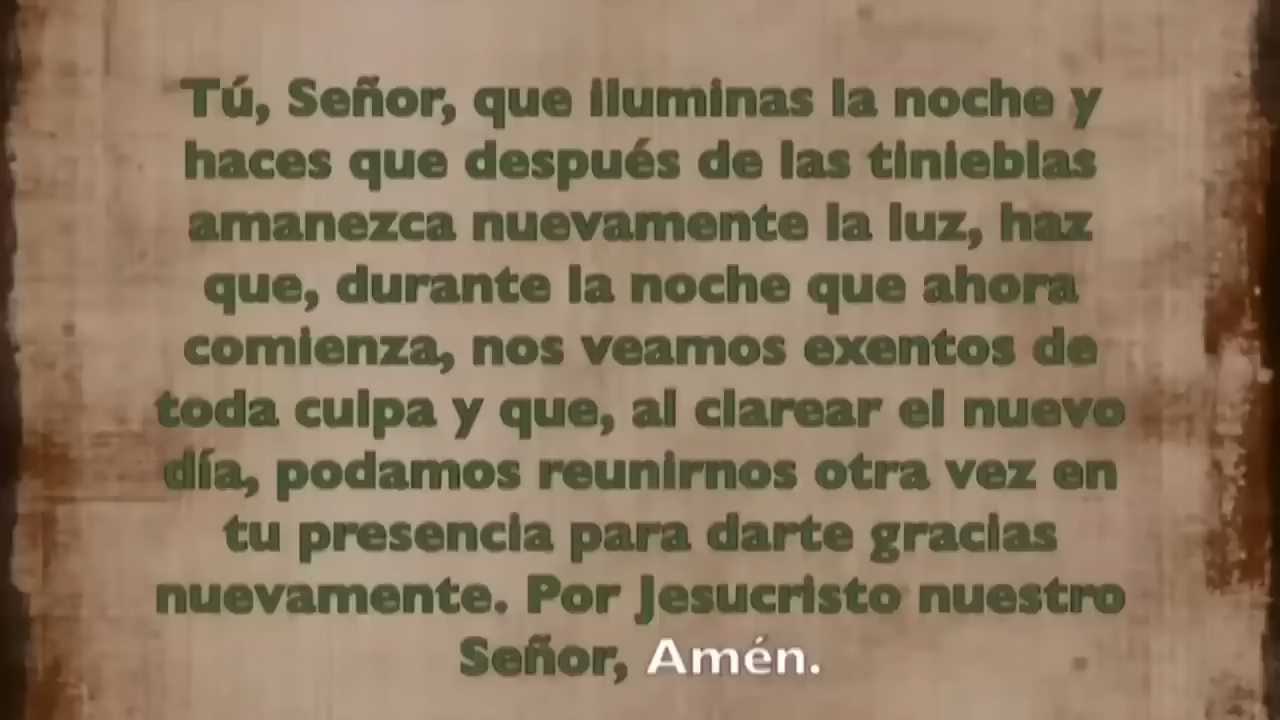 Tú, Señor, que iluminas la noche y
haces que después de las tinieblas
amanezca nuevamente la luz, haz
que, durante la noche que ahora
comienza, nos veamos exentos de
toda culpa y que, al clarear el nuevo
día, podamos reunirnos otra vez en
tu presencia para darte gracias
nuevamente. Por Jesucristo nuestro
Señor, Amén.